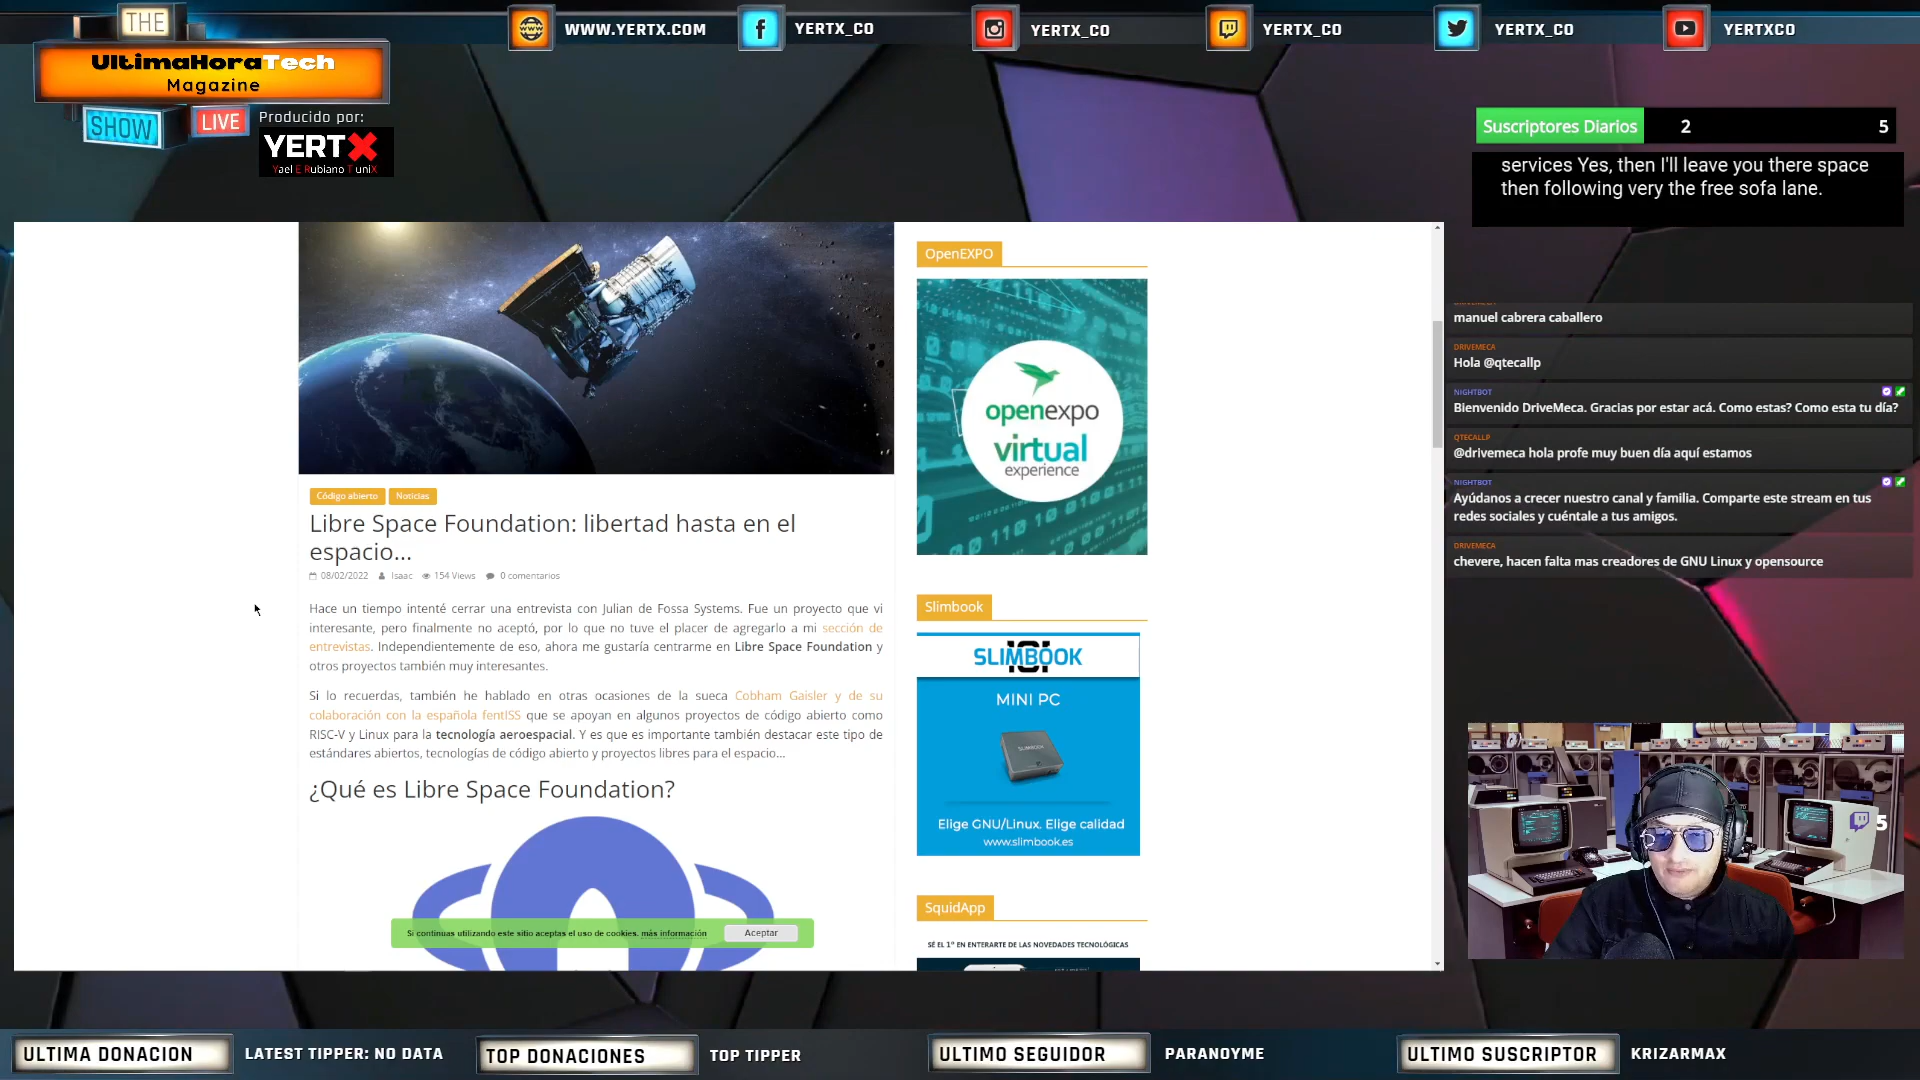 THE
UltimaHoraTech
Magazine
SHOW
LIVE
Producido por:
YERTX
Yael E Rubiano T uniX
WWW.YERTX.COM
YERTX_CO
YERTX_CO
YERTX_CO
YERTX_CO
YERTXCO
Suscriptores Diarios 2 5
services Yes, then I'll leave you there space
then following very the free sofa lane.
manuel cabrera caballero
DRIVEMECA
Hola @qtecallp
NIGHTBOT
Bienvenido DriveMeca. Gracias por estar acá. Como estas? Como esta tu día?
QTECALLP
@drivemeca hola profe muy buen día aquí estamos
NIGHTBOT
Ayúdanos a crecer nuestro canal y familia. Comparte este stream en tus
redes sociales y cuéntale a tus amigos.
DRIVEMECA
chevere, hacen falta mas creadores de GNU Linux y opensource
Código abierto
Noticias
Libre Space Foundation: libertad hasta en el
espacio...
08/02/2022 Isaac 154 Views 0 comentarios
Hace un tiempo intenté cerrar una entrevista con Julian de Fossa Systems. Fue un proyecto que vi
interesante, pero finalmente no aceptó, por lo que no tuve el placer de agregarlo a mi sección de
entrevistas. Independientemente de eso, ahora me gustaría centrarme en Libre Space Foundation y
otros proyectos también muy interesantes.
Si lo recuerdas, también he hablado en otras ocasiones de la sueca Cobham Gaisler y de su
colaboración con la española fentISS que se apoyan en algunos proyectos de código abierto como
RISC-V y Linux para la tecnología aeroespacial. Y es que es importante también destacar este tipo de
estándares abiertos, tecnologías de código abierto y proyectos libres para el espacio...
¿Qué es Libre Space Foundation?
Si continuas utilizando este sitio aceptas el uso de cookies. más información
Aceptar
OpenEXPO
openexpo
virtual
experience
Slimbook
SLIMBOOK
MINI PC
SLIMBOOK
Elige GNU/Linux. Elige calidad
www.slimbook.es
SquidApp
SÉ EL 1º EN ENTERARTE DE LAS NOVEDADES TECNOLÓGICAS
5
ULTIMA DONACION
LATEST TIPPER: NO DATA
TOP DONACIONES
TOP TIPPER
ULTIMO SEGUIDOR
PARANOYME
ULTIMO SUSCRIPTOR
KRIZARMAX